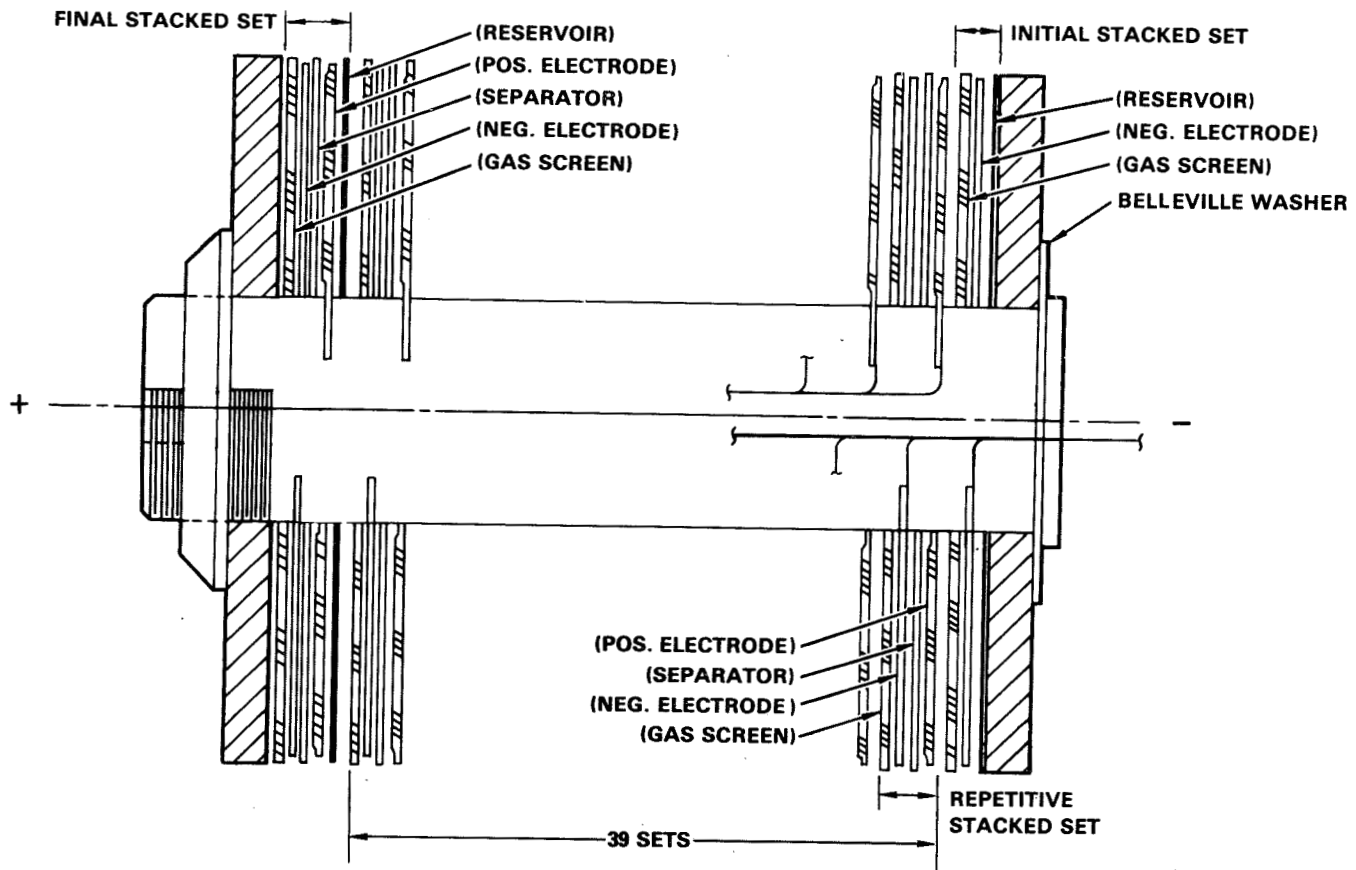 FINAL STACKED SET
(RESERVOIR)
(POS. ELECTRODE)
(SEPARATOR)
(NEG. ELECTRODE)
(GAS SCREEN)
INITIAL STACKED SET
(RESERVOIR)
(NEG. ELECTRODE)
(GAS SCREEN)
BELLEVILLE WASHER
+
−
(POS. ELECTRODE)
(SEPARATOR)
(NEG. ELECTRODE)
(GAS SCREEN)
REPETITIVE
STACKED SET
39 SETS